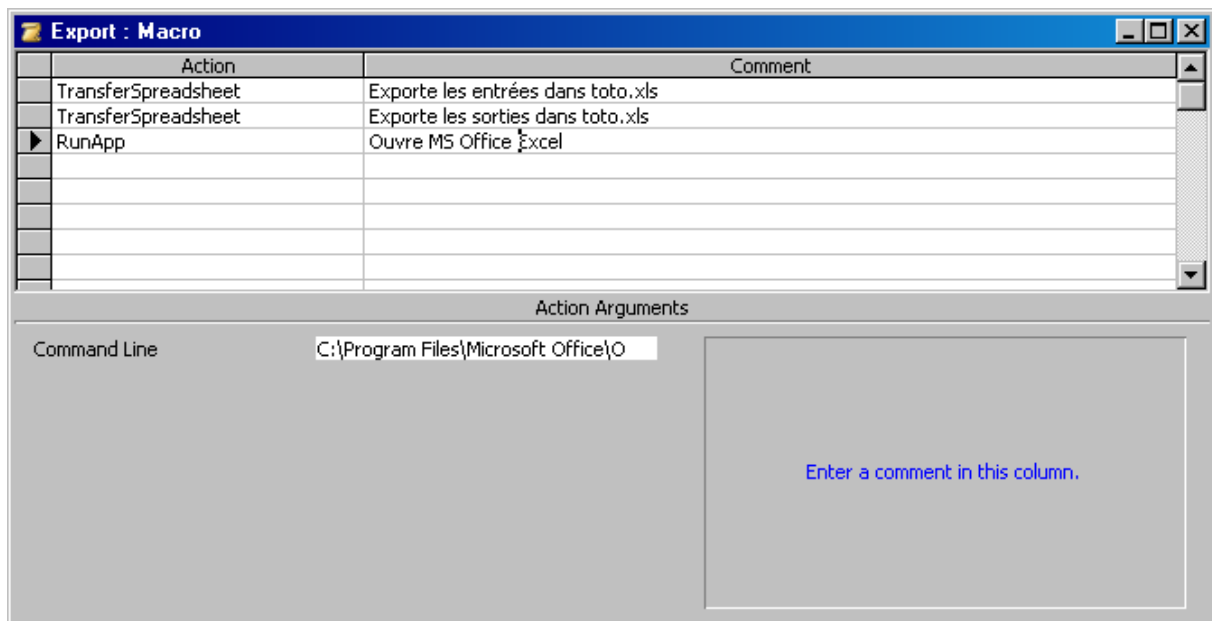 Export : Macro
Action Comment
TransferSpreadsheet Exporte les entrées dans toto.xls
TransferSpreadsheet Exporte les sorties dans toto.xls
RunApp Ouvre MS Office Excel
Action Arguments
Command Line C:\Program Files\Microsoft Office\O
Enter a comment in this column.